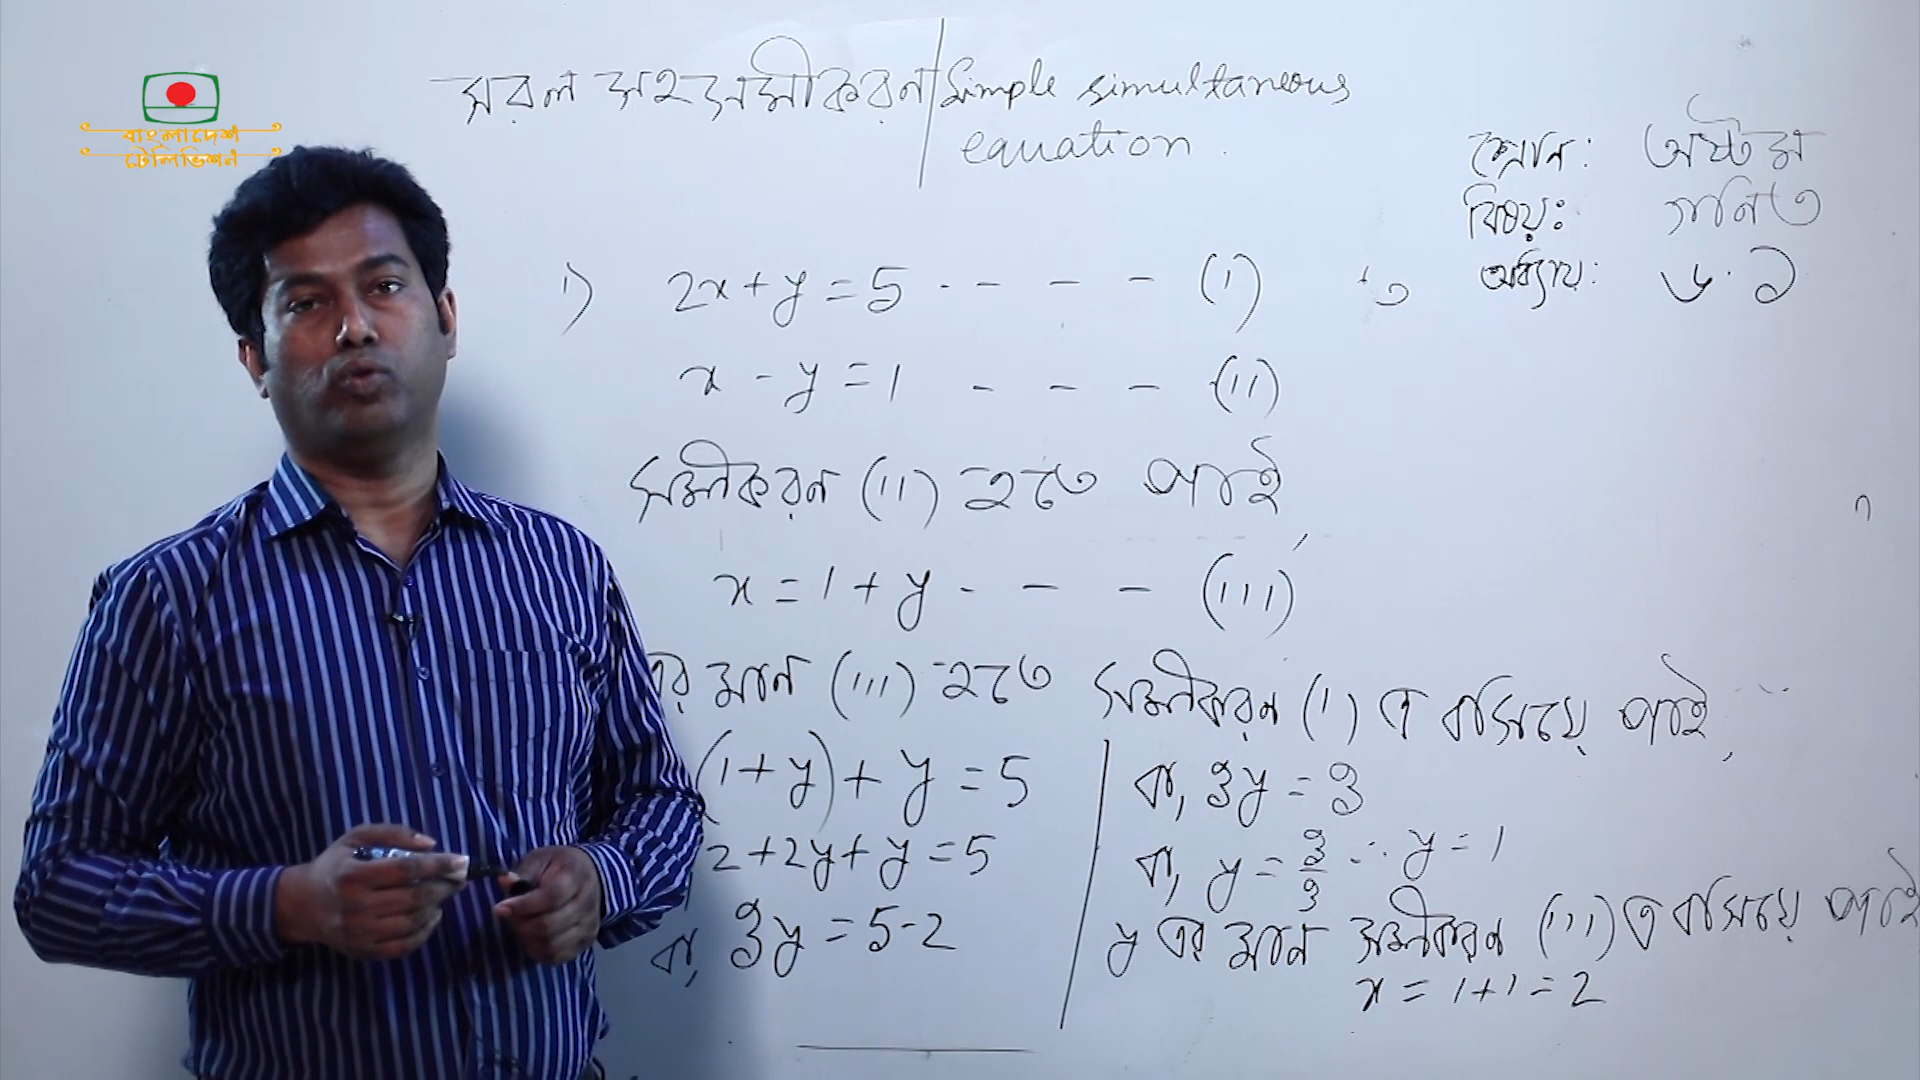 বাংলাদেশ
টেলিভিশন
সরল সহসমীকরণ / Simple simultaneous
equation.
শ্রেণি: অষ্টম
বিষয়: গণিত
অধ্যায়: ৬.১
1) 2x + y = 5 - - - - (i)
x - y = 1 - - - (ii)
সমীকরণ (ii) হতে পাই
x = 1 + y - - - (iii)
এর মান (iii) হতে সমীকরণ (i) এ বসিয়ে পাই,
(1 + y) + y = 5
2 + 2y + y = 5
বা, 3y = 5 - 2
বা, 3y = 3
বা, y = 3/3 ∴ y = 1
y এর মান সমীকরণ (iii) এ বসিয়ে পাই
x = 1 + 1 = 2